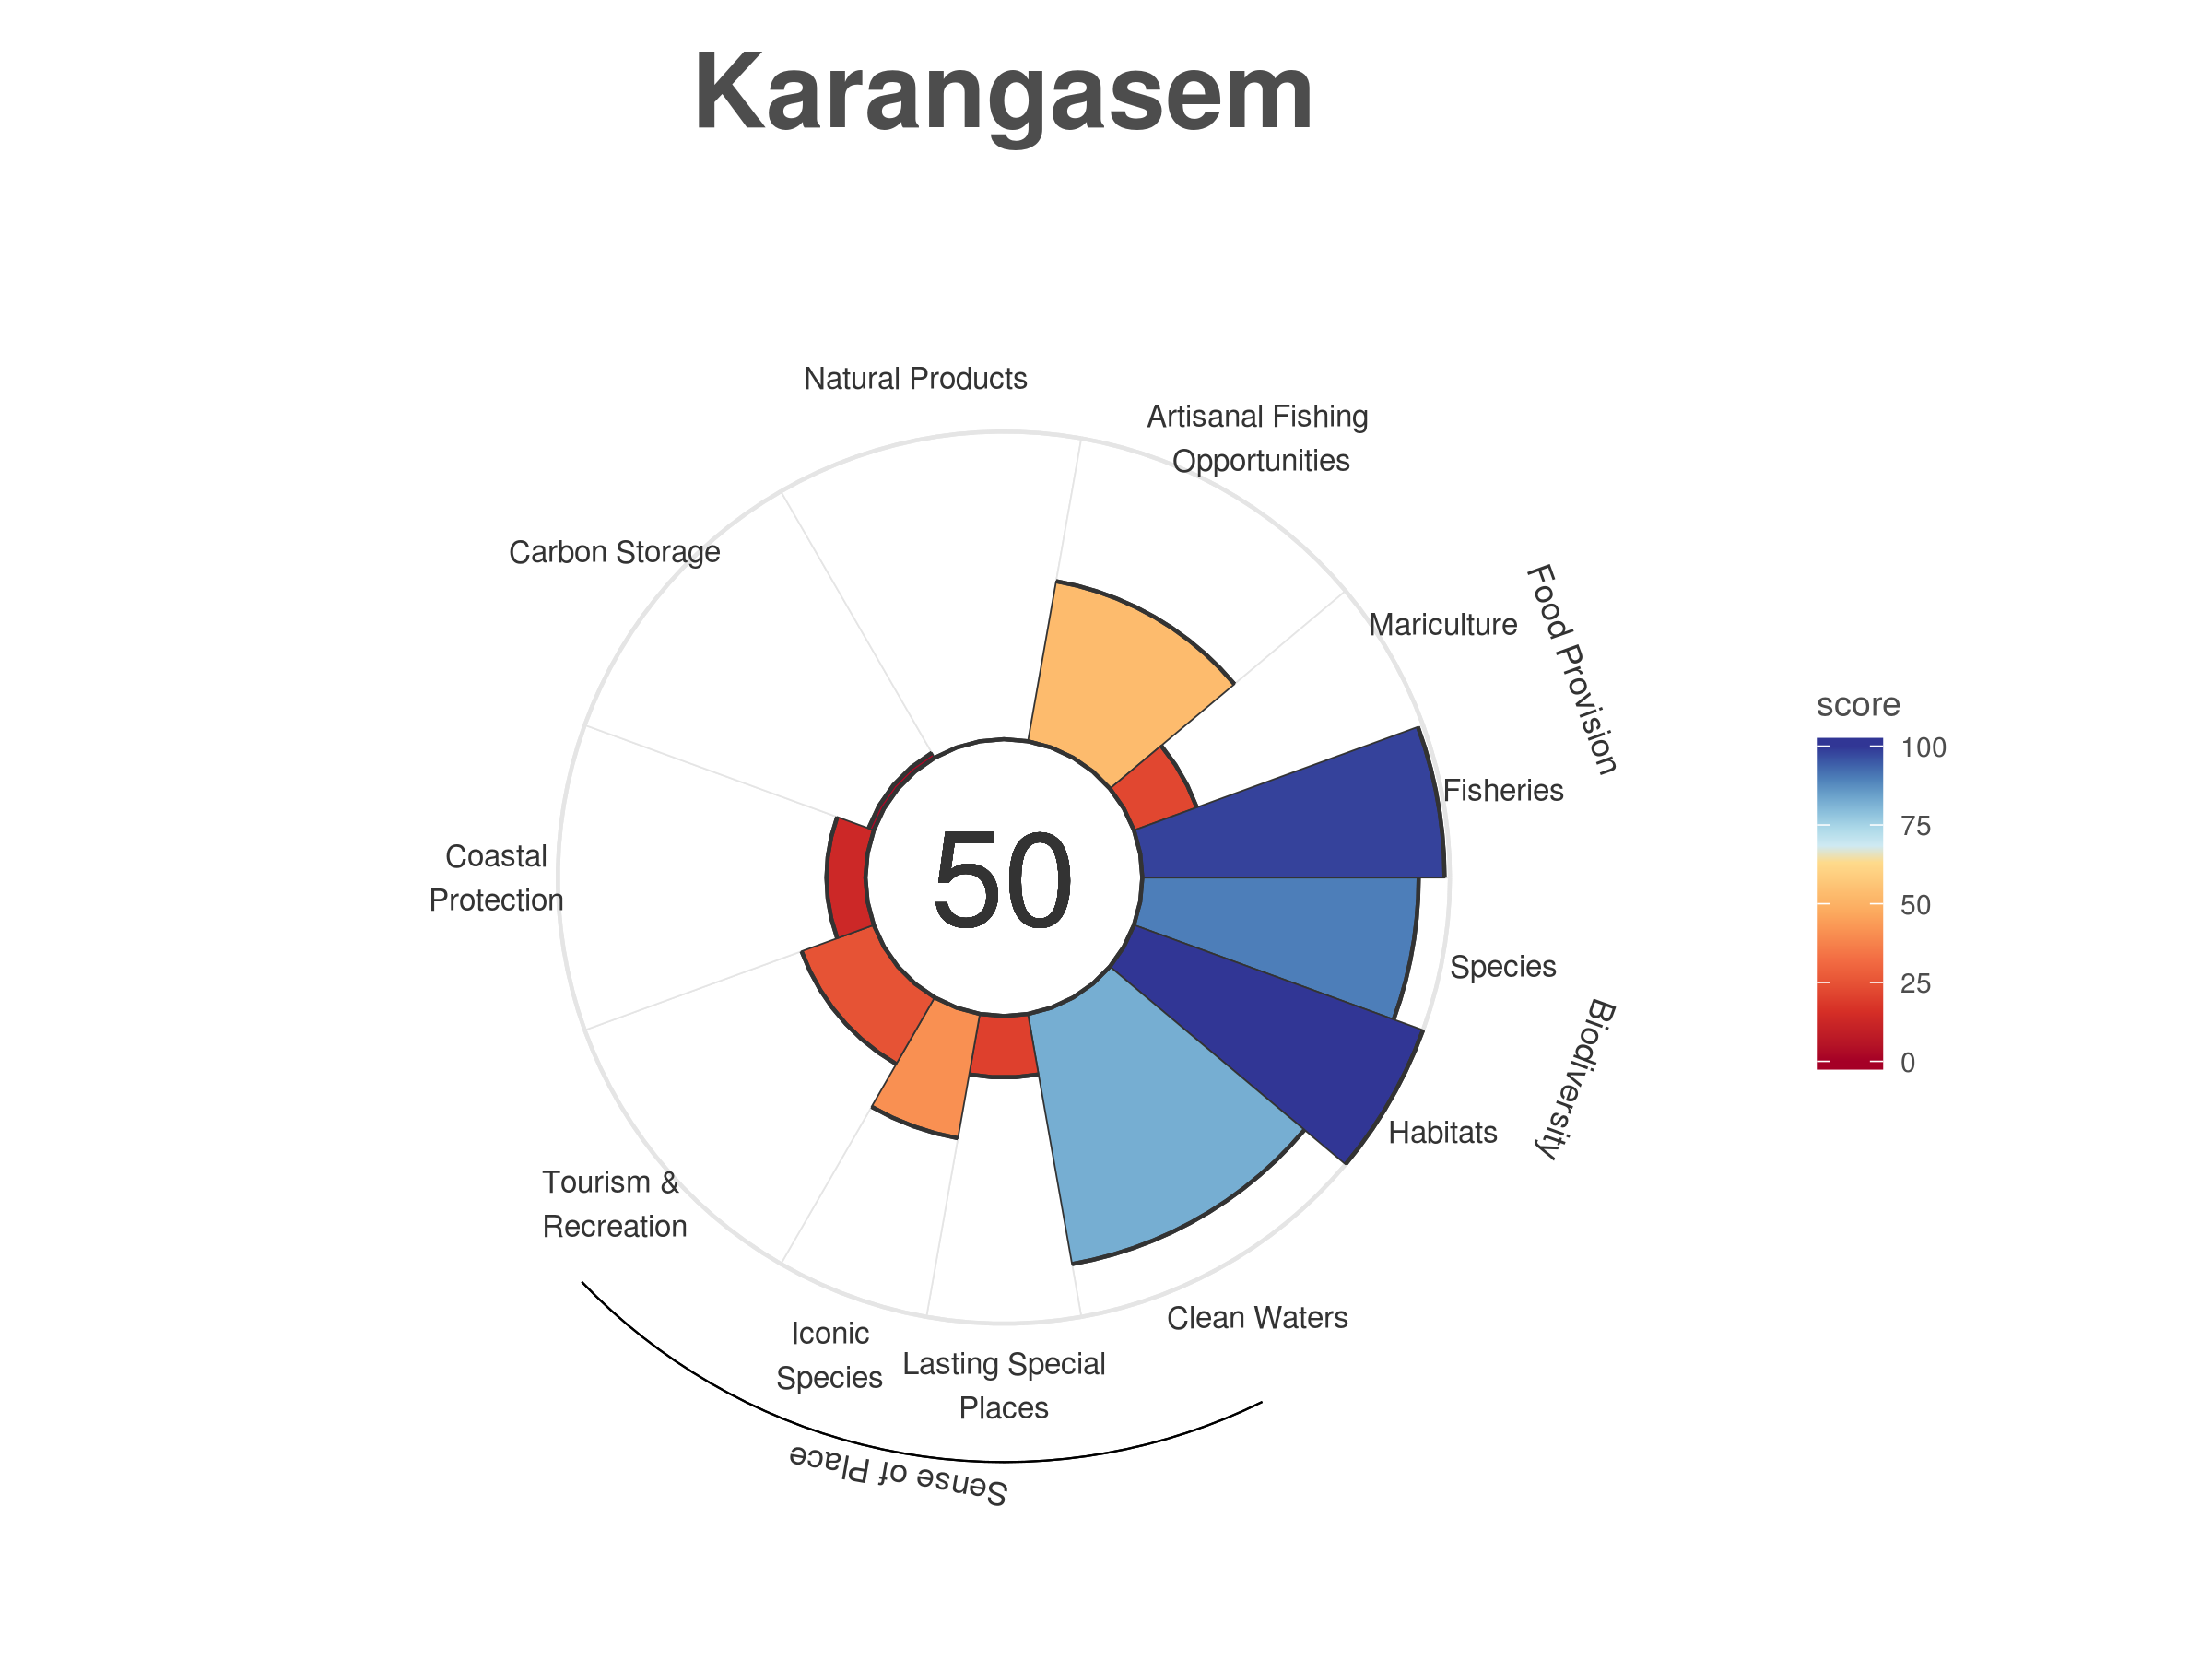 Karangasem
Natural Products
Artisanal Fishing
Opportunities
Carbon Storage
Mariculture
Food Provision
Fisheries
score
100
75
50
25
0
50
Coastal
Protection
Species
Biodiversity
Habitats
Tourism &
Recreation
Clean Waters
Iconic
Species
Lasting Special
Places
Sense of Place